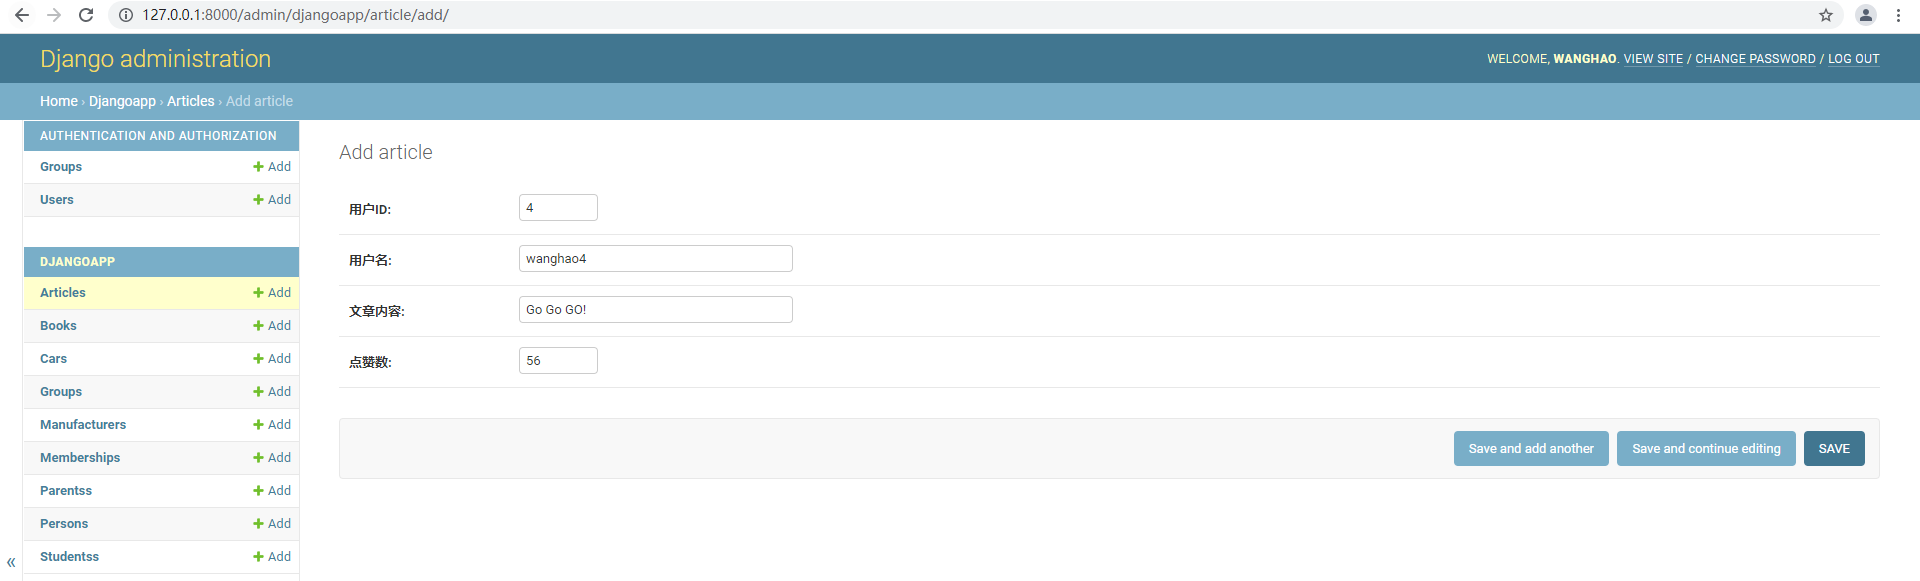 127.0.0.1:8000/admin/djangoapp/article/add/
Django administration
WELCOME, WANGHAO. VIEW SITE / CHANGE PASSWORD / LOG OUT
Home › Djangoapp › Articles › Add article
AUTHENTICATION AND AUTHORIZATION
Groups Add
Users Add
DJANGOAPP
Articles Add
Books Add
Cars Add
Groups Add
Manufacturers Add
Memberships Add
Parentss Add
Persons Add
Studentss Add
«
Add article
用户ID: 4
用户名: wanghao4
文章内容: Go Go GO!
点赞数: 56
Save and add another Save and continue editing SAVE